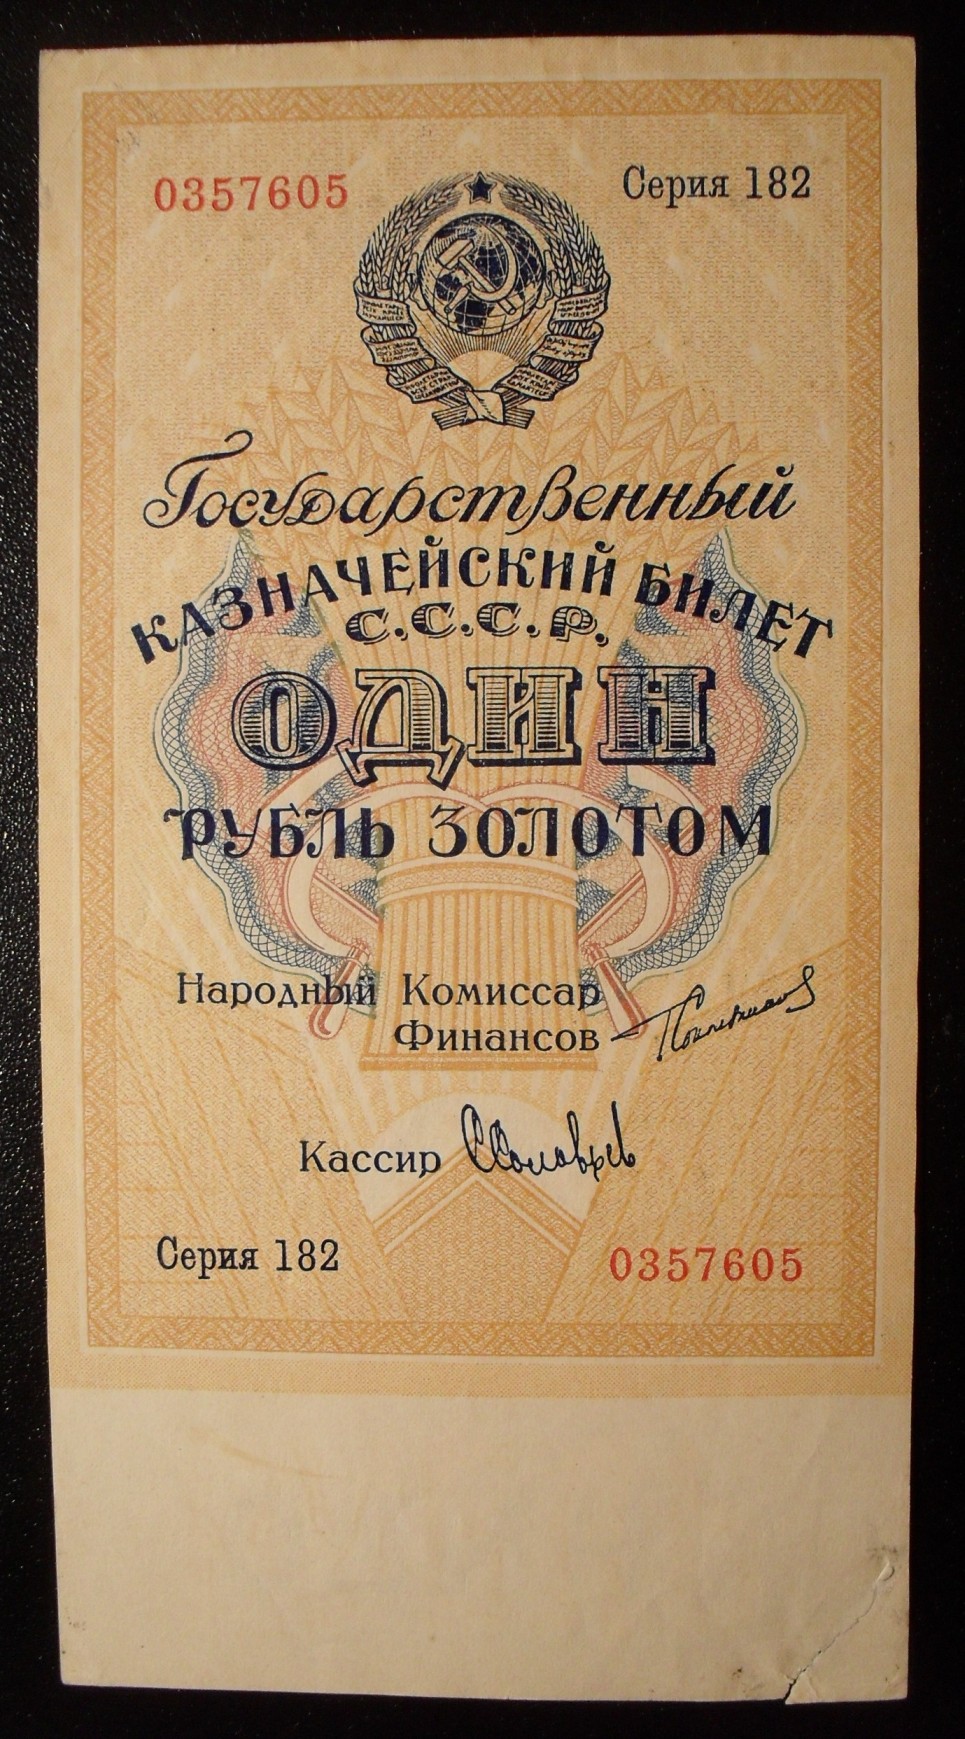 0357605 Серия 182
Государственный
КАЗНАЧЕЙСКИЙ БИЛЕТ
С.С.С.Р.
ОДИН
РУБЛЬ ЗОЛОТОМ
Народный Комиссар
Финансов
Кассир
Серия 182 0357605